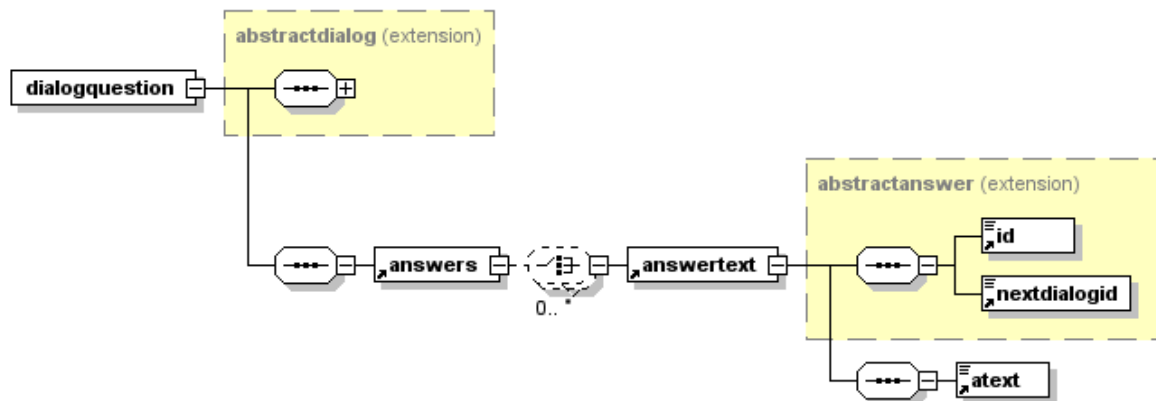 abstractdialog (extension)
dialogquestion
abstractanswer (extension)
id
answers
answertext
0.. *
nextdialogid
atext